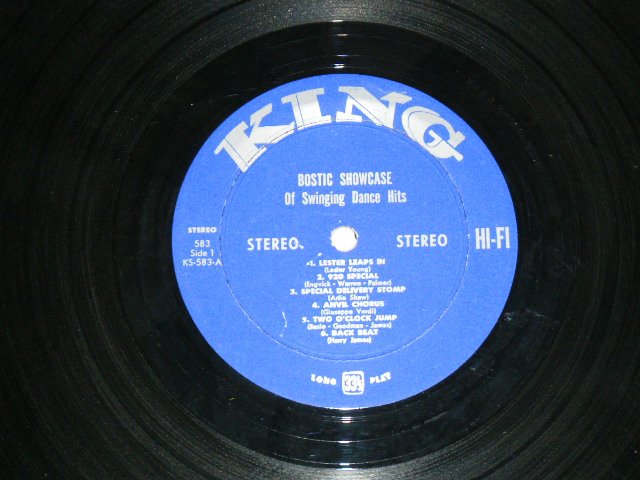 KING
BOSTIC SHOWCASE
Of Swinging Dance Hits
STEREO
583
Side 1
KS-583-A
STEREO
STEREO
HI-FI
1. LESTER LEAPS IN
(Lester Young)
2. 920 SPECIAL
(Engvick - Warren - Palmer)
3. SPECIAL DELIVERY STOMP
(Artie Shaw)
4. ANVIL CHORUS
(Giuseppe Verdi)
5. TWO O'CLOCK JUMP
(Basie - Goodman - James)
6. BACK BEAT
(Harry James)
LONG 33⅓ PLAY